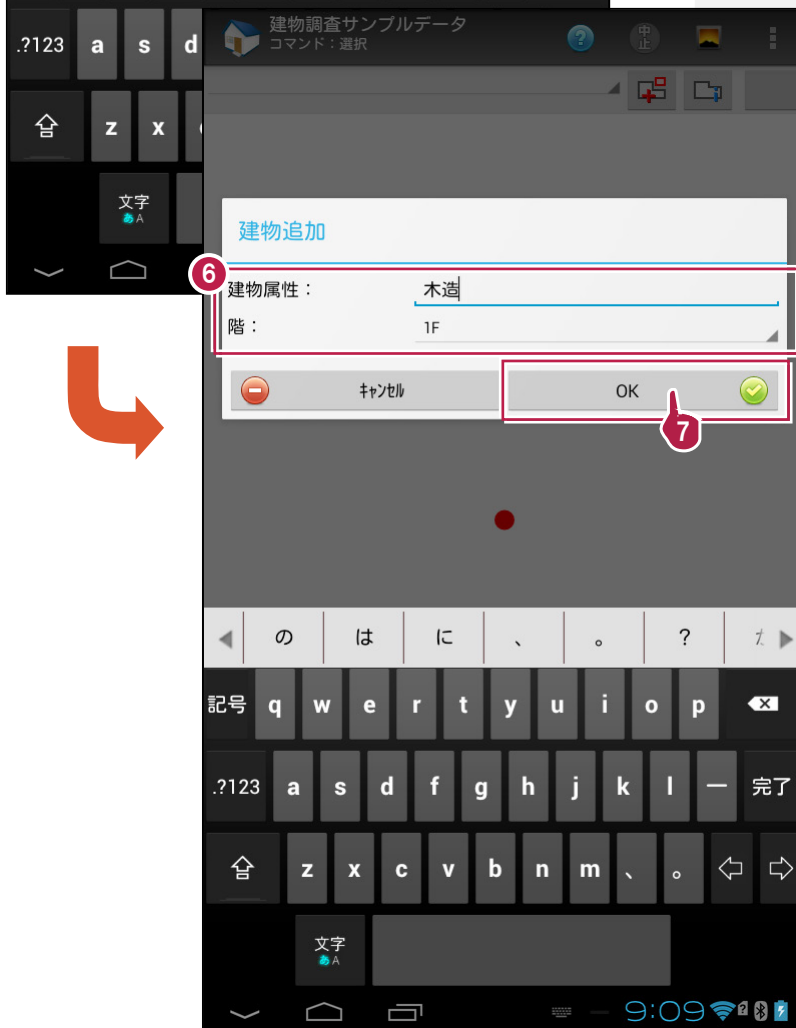 .?123 a s d
z x
文字
あA
建物調査サンプルデータ
コマンド：選択
?
中止
建物追加
6
建物属性： 木造
階： 1F
ｷｬﾝｾﾙ OK
7
の は に 、 。 ?
記号 q w e r t y u i o p
.?123 a s d f g h j k l ー 完了
z x c v b n m 、 。
文字
あA
9:09